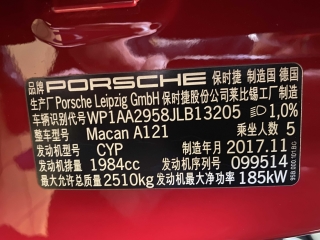 品牌 PORSCHE 保时捷 制造国 德国
生产厂 Porsche Leipzig GmbH 保时捷股份公司莱比锡工厂制造
车辆识别代号 WP1AA2958JLB13205 1,0%
整车型号 Macan A121 乘坐人数 5
发动机型号 CYP 制造年月 2017.11
发动机排量 1984cc 发动机序列号 099514
最大允许总质量 2510kg 发动机最大净功率 185kW